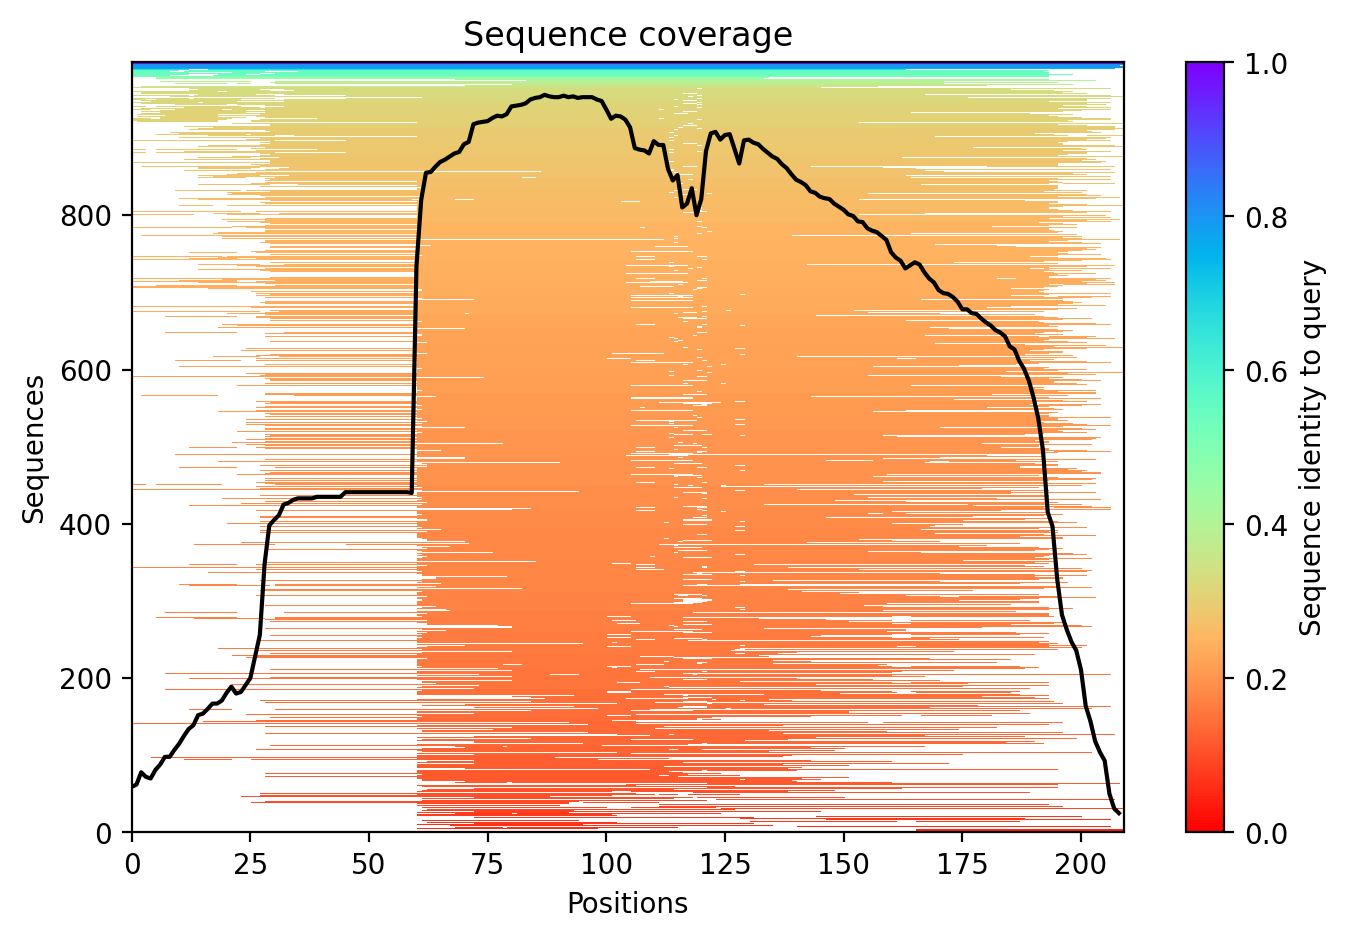 Sequence coverage
Sequences
800
600
400
200
0
0 25 50 75 100 125 150 175 200
Positions
1.0
0.8
0.6
0.4
0.2
0.0
Sequence identity to query